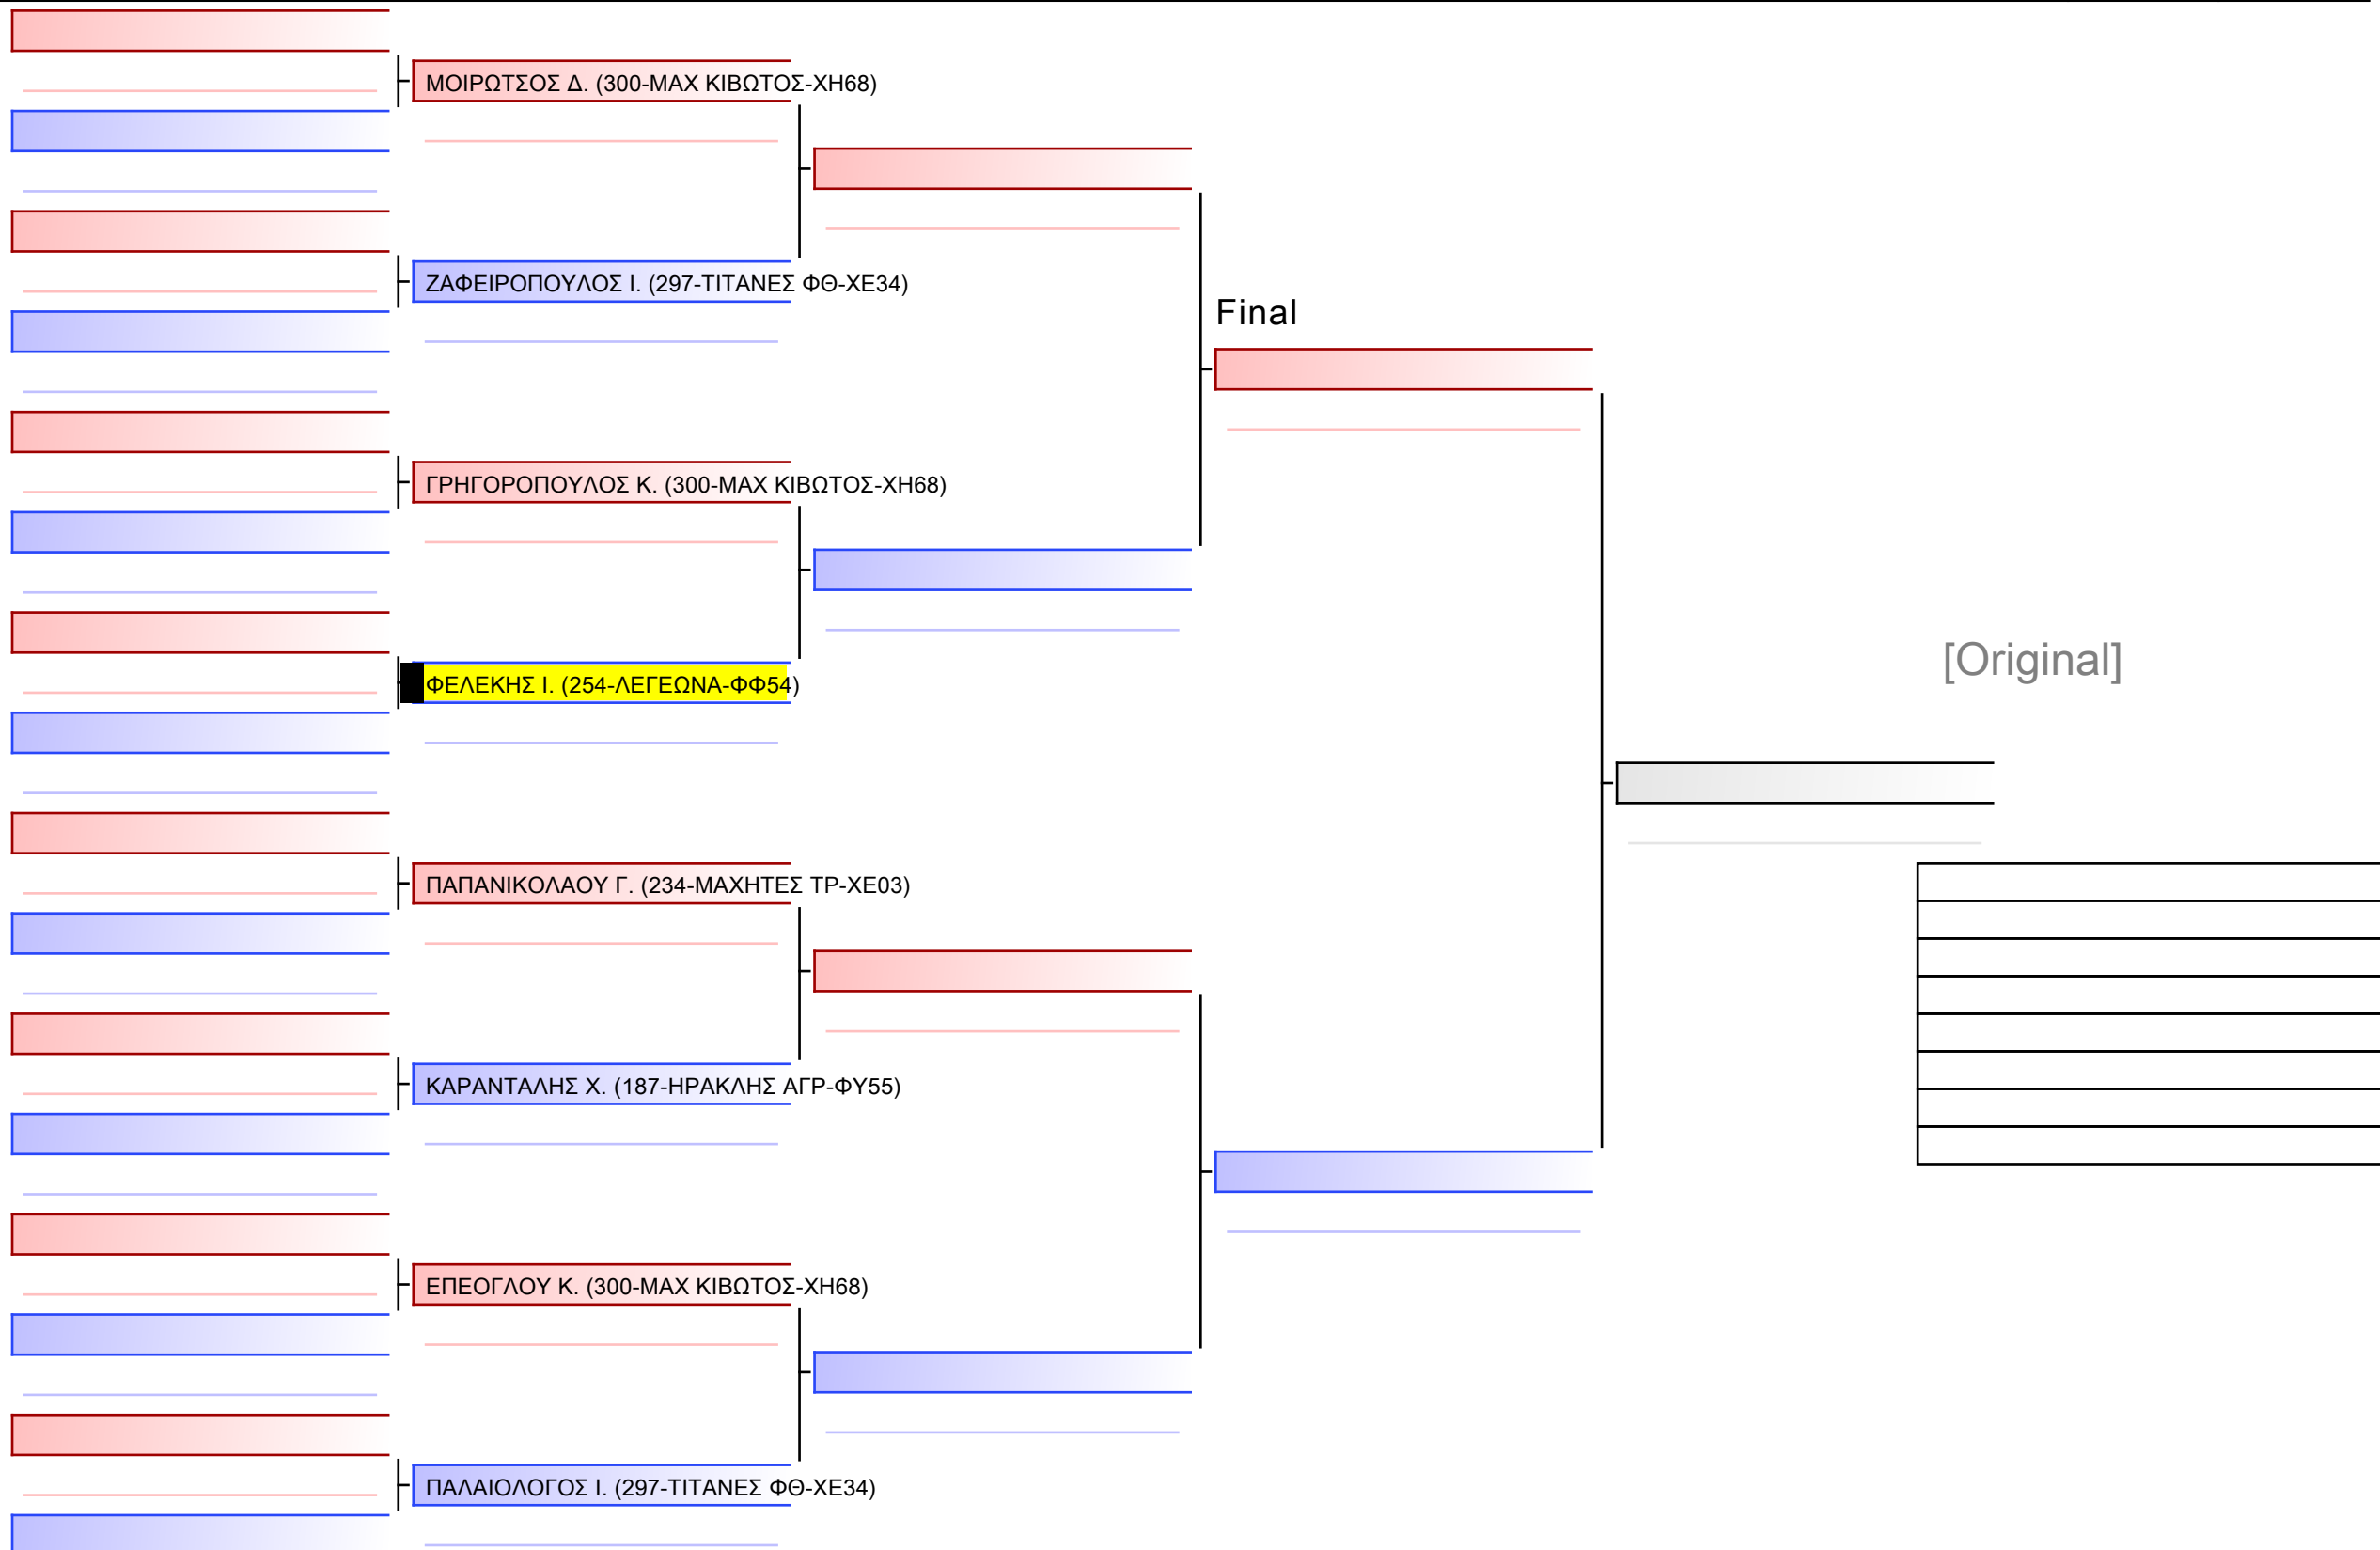 ΜΟΙΡΩΤΣΟΣ Δ. (300-ΜΑΧ ΚΙΒΩΤΟΣ-ΧΗ68)
ΖΑΦΕΙΡΟΠΟΥΛΟΣ Ι. (297-ΤΙΤΑΝΕΣ ΦΘ-ΧΕ34)
Final
ΓΡΗΓΟΡΟΠΟΥΛΟΣ Κ. (300-ΜΑΧ ΚΙΒΩΤΟΣ-ΧΗ68)
[Original]
ΦΕΛΕΚΗΣ Ι. (254-ΛΕΓΕΩΝΑ-ΦΦ54)
ΠΑΠΑΝΙΚΟΛΑΟΥ Γ. (234-ΜΑΧΗΤΕΣ ΤΡ-ΧΕ03)
ΚΑΡΑΝΤΑΛΗΣ Χ. (187-ΗΡΑΚΛΗΣ ΑΓΡ-ΦΥ55)
ΕΠΕΟΓΛΟΥ Κ. (300-ΜΑΧ ΚΙΒΩΤΟΣ-ΧΗ68)
ΠΑΛΑΙΟΛΟΓΟΣ Ι. (297-ΤΙΤΑΝΕΣ ΦΘ-ΧΕ34)